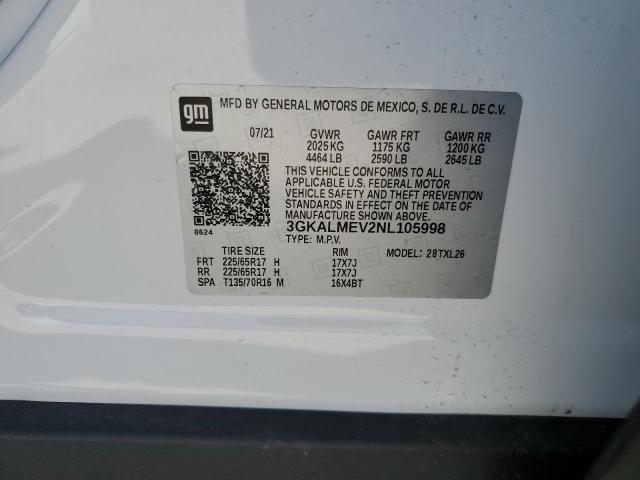 gm
MFD BY GENERAL MOTORS DE MEXICO, S. DE R.L. DE C.V.
07/21 GVWR GAWR FRT GAWR RR
2025 KG 1175 KG 1200 KG
4464 LB 2590 LB 2645 LB
THIS VEHICLE CONFORMS TO ALL
APPLICABLE U.S. FEDERAL MOTOR
VEHICLE SAFETY AND THEFT PREVENTION
STANDARDS IN EFFECT ON THE DATE OF
MANUFACTURE SHOWN ABOVE.
8624
3GKALMEV2NL105998
TYPE: M.P.V.
TIRE SIZE RIM MODEL: 28TXL26
FRT 225/65R17 H 17X7J
RR 225/65R17 H 17X7J
SPA T135/70R16 M 16X4BT